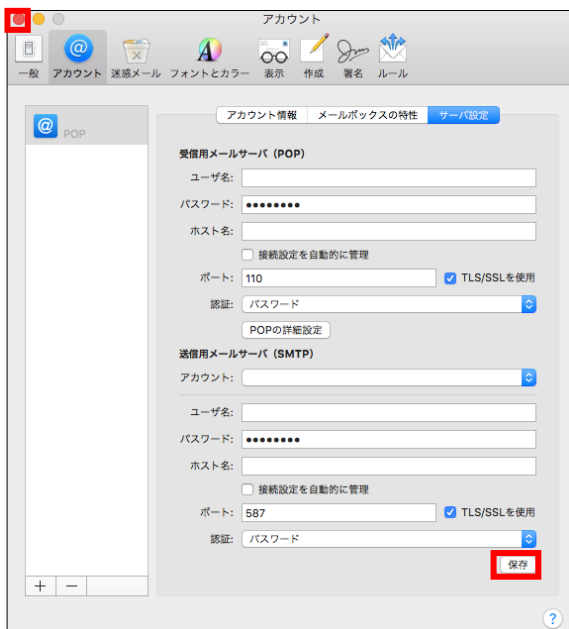 アカウント
一般 アカウント 迷惑メール フォントとカラー 表示 作成 署名 ルール
POP
アカウント情報 メールボックスの特性 サーバ設定
受信用メールサーバ（POP）
ユーザ名:
パスワード: ●●●●●●●●
ホスト名:
接続設定を自動的に管理
ポート: 110 TLS/SSLを使用
認証: パスワード
POPの詳細設定
送信用メールサーバ（SMTP）
アカウント:
ユーザ名:
パスワード: ●●●●●●●●
ホスト名:
接続設定を自動的に管理
ポート: 587 TLS/SSLを使用
認証: パスワード
保存
+ −
?